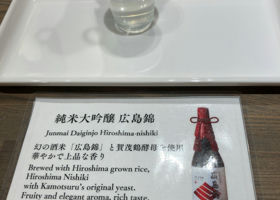 純米大吟醸 広島錦
Junmai Daiginjo Hiroshima-nishiki
幻の酒米「広島錦」と賀茂鶴酵母を使用
華やかで上品な香り
Brewed with Hiroshima grown rice,
Hiroshima Nishiki
with Kamotsuru's original yeast.
Fruity and elegant aroma, rich taste.